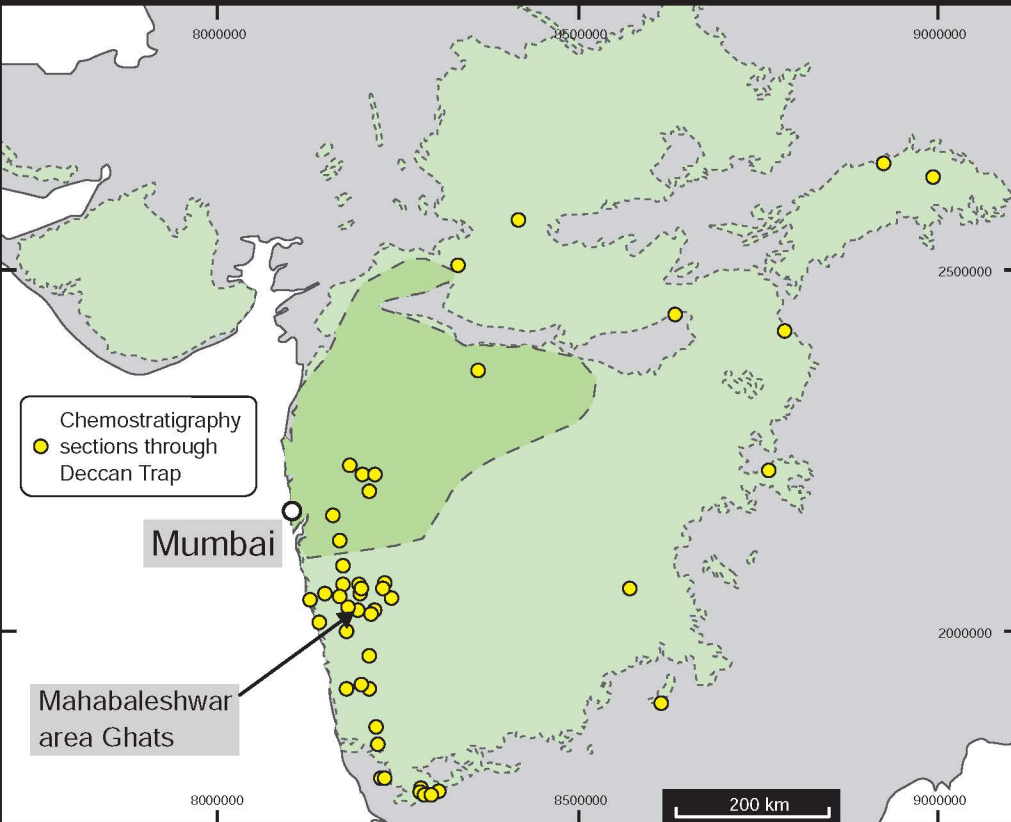 8000000
8500000
9000000
2500000
Chemostratigraphy
sections through
Deccan Trap
Mumbai
2000000
Mahabaleshwar
area Ghats
8000000
8500000
9000000
200 km